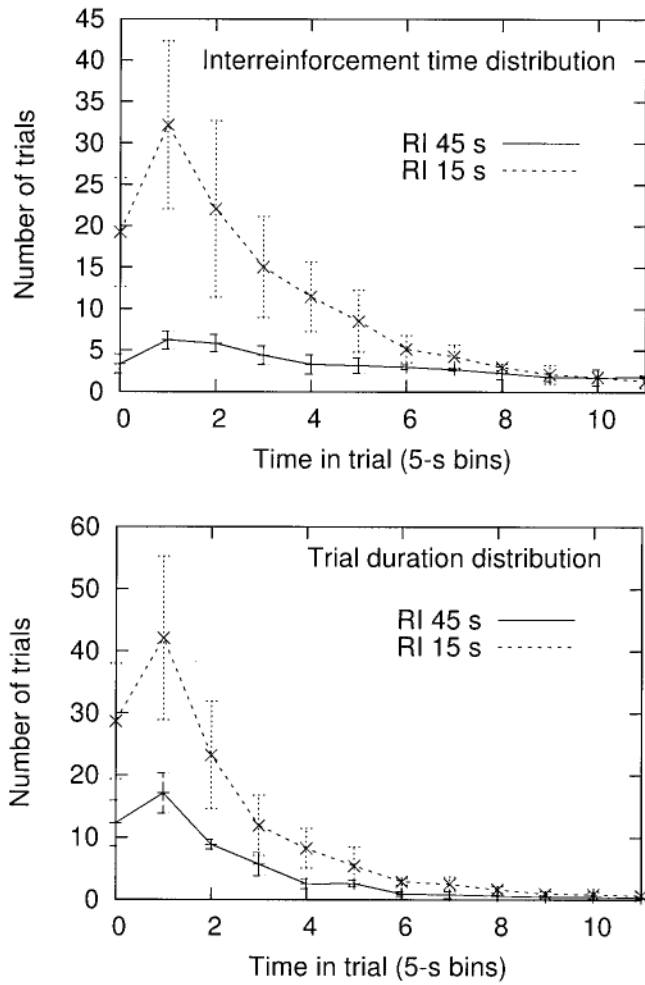 45
40
35
30
25
20
15
10
5
0
Number of trials
Interreinforcement time distribution
RI 45 s
RI 15 s
0 2 4 6 8 10
Time in trial (5-s bins)
60
50
40
30
20
10
0
Number of trials
Trial duration distribution
RI 45 s
RI 15 s
0 2 4 6 8 10
Time in trial (5-s bins)